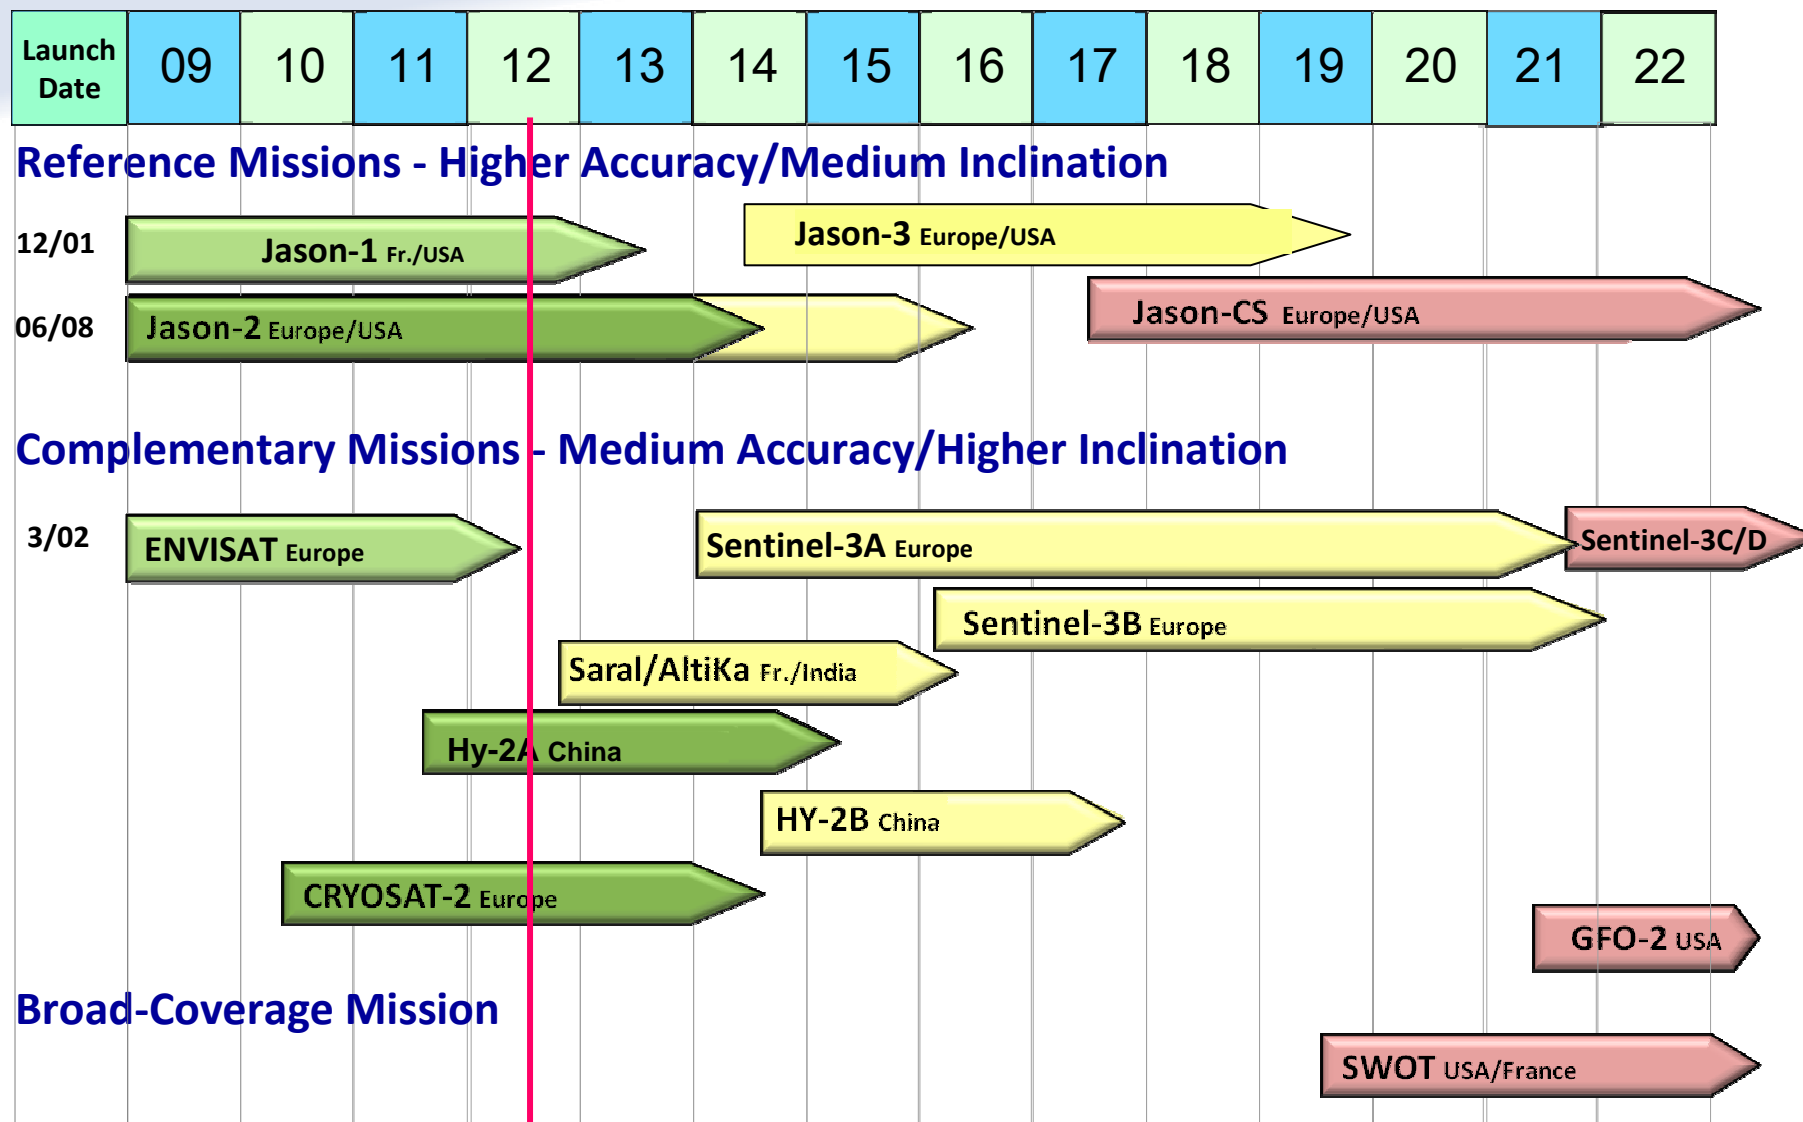 Launch
Date
09 10 11 12 13 14 15 16 17 18 19 20 21 22
Reference Missions - Higher Accuracy/Medium Inclination
12/01
Jason-1 Fr./USA
Jason-3 Europe/USA
06/08
Jason-2 Europe/USA
Jason-CS Europe/USA
Complementary Missions - Medium Accuracy/Higher Inclination
3/02
ENVISAT Europe
Sentinel-3A Europe
Sentinel-3C/D
Sentinel-3B Europe
Saral/AltiKa Fr./India
Hy-2A China
HY-2B China
CRYOSAT-2 Europe
GFO-2 USA
Broad-Coverage Mission
SWOT USA/France